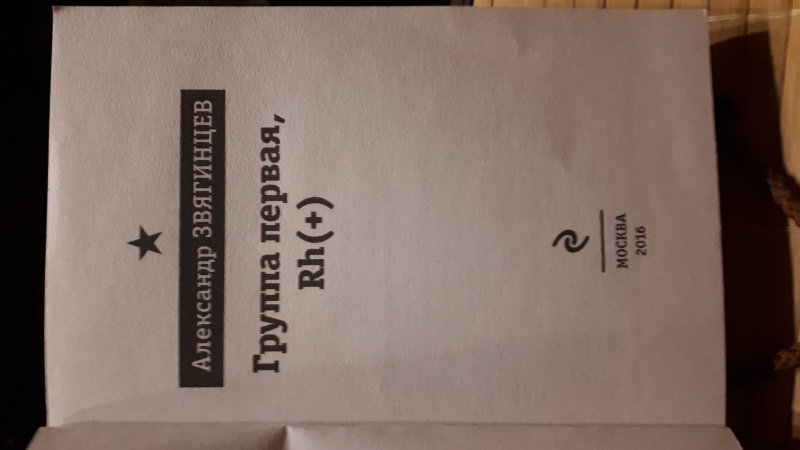 Александр ЗВЯГИНЦЕВ
Группа первая,
Rh(+)
МОСКВА
2016